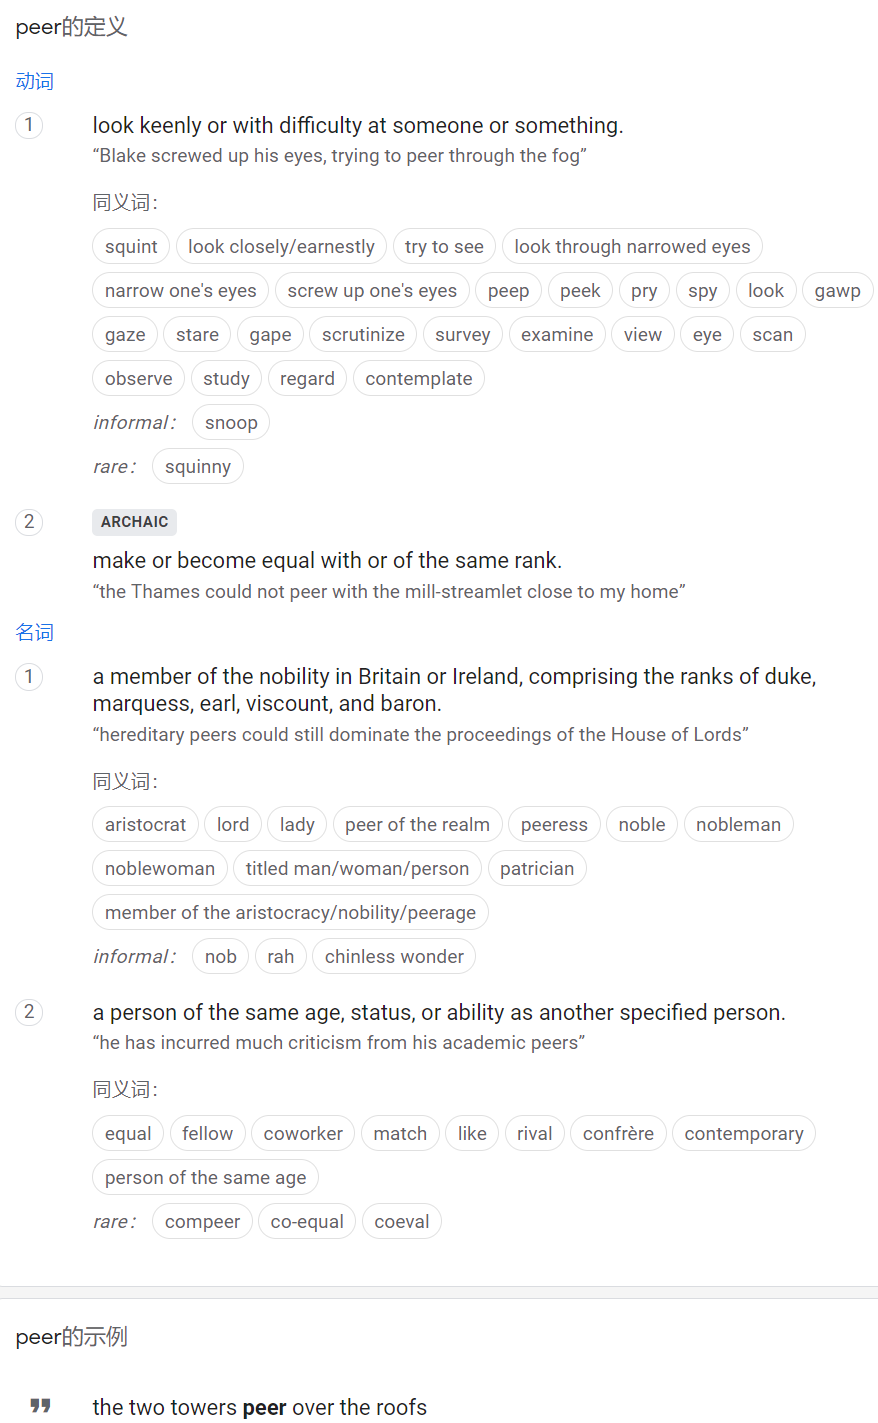 peer的定义
动词
1 look keenly or with difficulty at someone or something.
“Blake screwed up his eyes, trying to peer through the fog”
同义词：
squint look closely/earnestly try to see look through narrowed eyes
narrow one's eyes screw up one's eyes peep peek pry spy look gawp
gaze stare gape scrutinize survey examine view eye scan
observe study regard contemplate
informal： snoop
rare： squinny
2 ARCHAIC
make or become equal with or of the same rank.
“the Thames could not peer with the mill-streamlet close to my home”
名词
1 a member of the nobility in Britain or Ireland, comprising the ranks of duke,
marquess, earl, viscount, and baron.
“hereditary peers could still dominate the proceedings of the House of Lords”
同义词：
aristocrat lord lady peer of the realm peeress noble nobleman
noblewoman titled man/woman/person patrician
member of the aristocracy/nobility/peerage
informal： nob rah chinless wonder
2 a person of the same age, status, or ability as another specified person.
“he has incurred much criticism from his academic peers”
同义词：
equal fellow coworker match like rival confrère contemporary
person of the same age
rare： compeer co-equal coeval
peer的示例
the two towers peer over the roofs